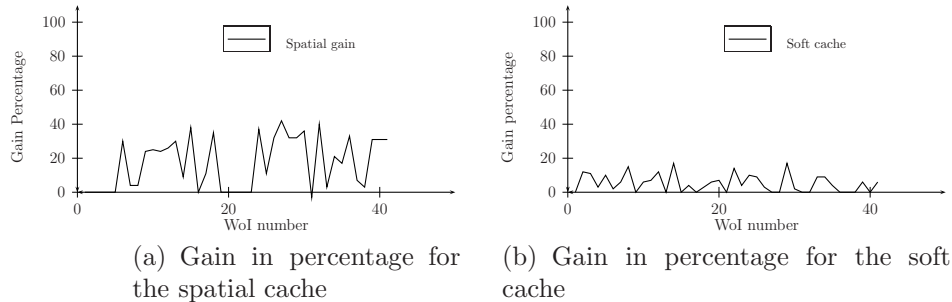 100
80
60
40
20
0
0
20
40
Gain Percentage
WoI number
Spatial gain
(a) Gain in percentage for
the spatial cache
100
80
60
40
20
0
0
20
40
Gain percentage
WoI number
Soft cache
(b) Gain in percentage for the soft
cache